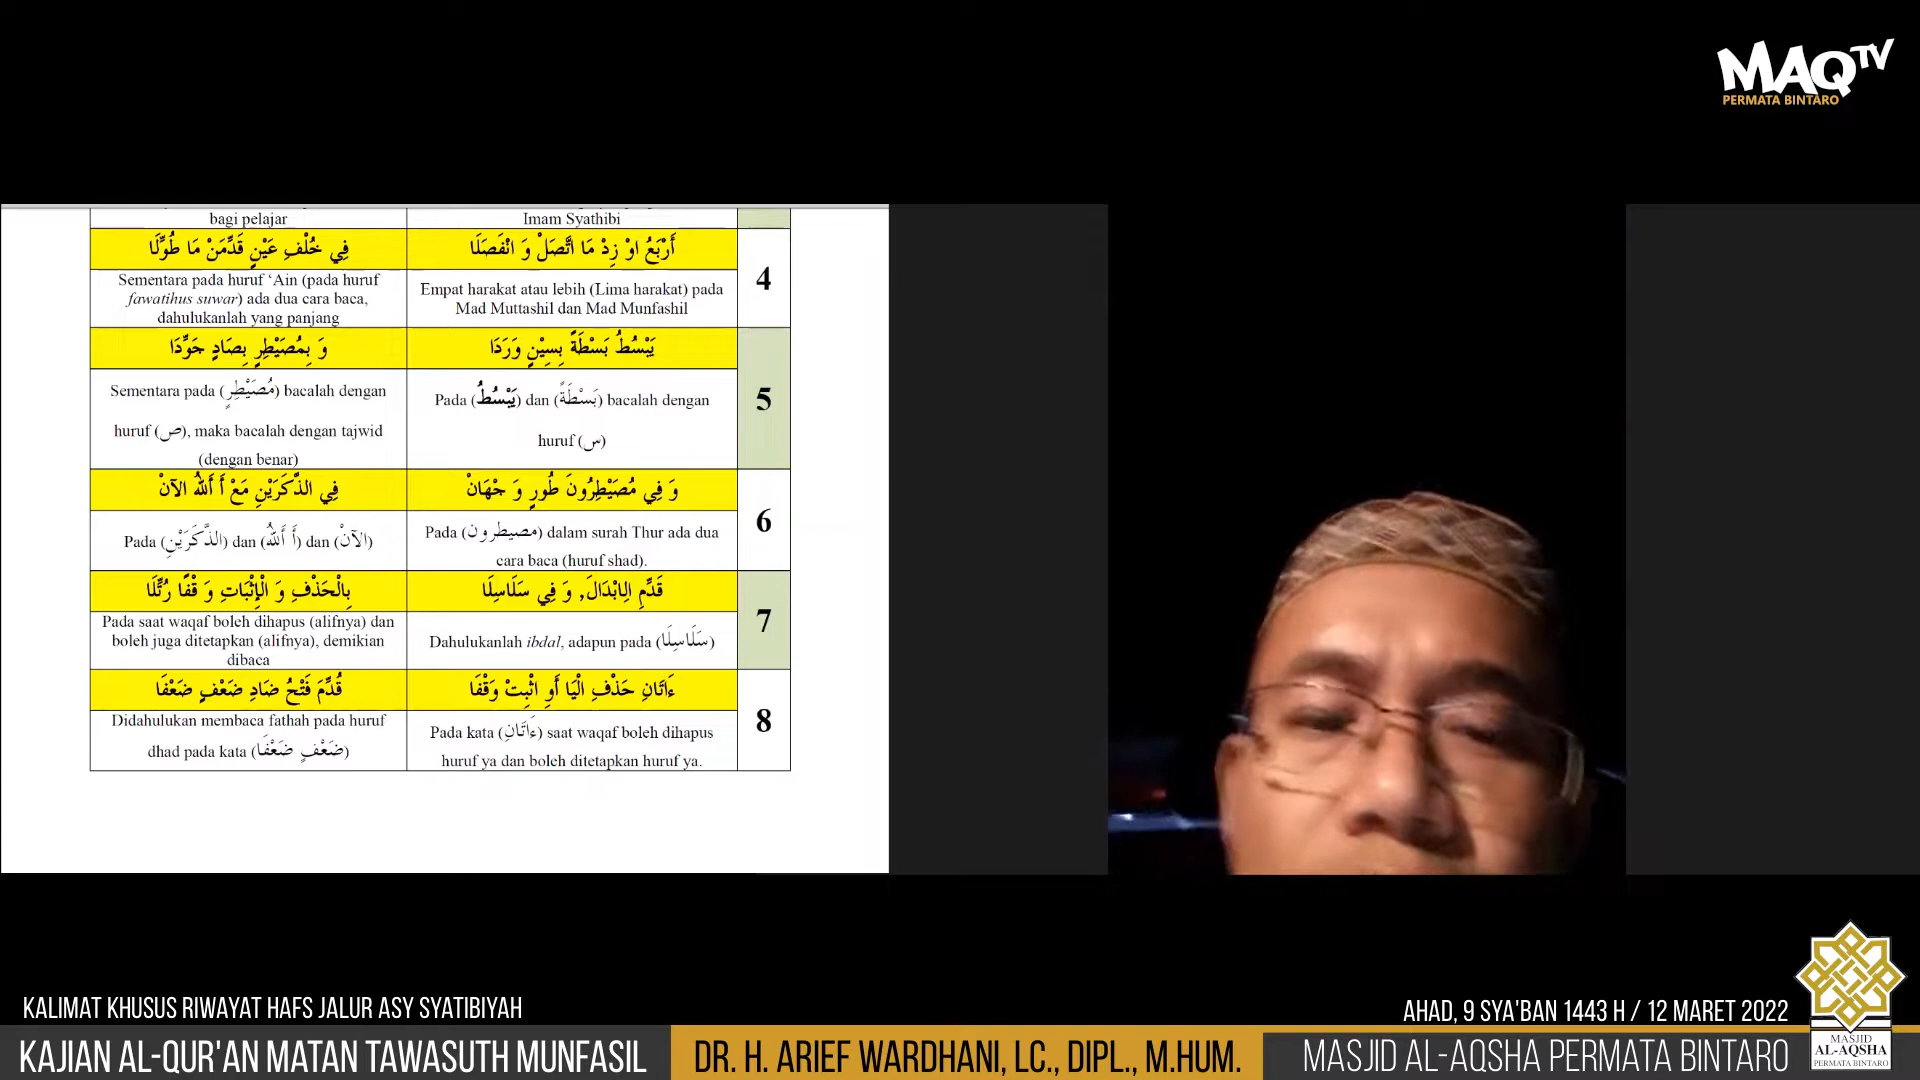 MAQTV
PERMATA BINTARO
Imam Syathibi
bagi pelajar
4
أَرْبَعُ اوْ زِدْ مَا اتَّصَلْ وَ انْفَصَلَا
فِي خُلْفِ عَيْنٍ قَدِّمَنْ مَا طُوِّلَا
Empat harakat atau lebih (Lima harakat) pada
Mad Muttashil dan Mad Munfashil
Sementara pada huruf ‘Ain (pada huruf
fawatihus suwar) ada dua cara baca,
dahulukanlah yang panjang
5
يَبْسُطُ بَسْطَةً بِسِيْنٍ وَرَدَا
وَ بِمُصَيْطِرٍ بِصَادٍ جَوِّدَا
Pada (يَبْسُطُ) dan (بَسْطَةً) bacalah dengan
huruf (س)
Sementara pada (مُصَيْطِرٍ) bacalah dengan
huruf (ص), maka bacalah dengan tajwid
(dengan benar)
6
وَ فِي مُصَيْطِرُونَ طُورٍ وَ جْهَانْ
فِي الذَّكَرَيْنِ مَعْ أَ أَللهُ الآنْ
Pada (مصيطرون) dalam surah Thur ada dua
cara baca (huruf shad).
Pada (الذَّكَرَيْنِ) dan (أَ أَللهُ) dan (الآنْ)
7
قَدِّمِ الِابْدَالَ, وَ فِي سَلَاسِلَا
بِالْحَذْفِ وَ الْإِثْبَاتِ وَ قْفًا رُتِّلَا
Dahulukanlah ibdal, adapun pada (سَلَاسِلَا)
Pada saat waqaf boleh dihapus (alifnya) dan
boleh juga ditetapkan (alifnya), demikian
dibaca
8
ءَاتَانِ حَذْفِ الْيَا أَوِ اثْبِتْ وَقْفَا
قُدِّمَ فَتْحُ ضَادِ ضَعْفٍ ضَعْفَا
Pada kata (ءاتَانِ) saat waqaf boleh dihapus
huruf ya dan boleh ditetapkan huruf ya.
Didahulukan membaca fathah pada huruf
dhad pada kata (ضَعْفٍ ضَعْفَا)
KALIMAT KHUSUS RIWAYAT HAFS JALUR ASY SYATIBIYAH
AHAD, 9 SYA'BAN 1443 H / 12 MARET 2022
KAJIAN AL-QUR'AN MATAN TAWASUTH MUNFASIL
DR. H. ARIEF WARDHANI, LC., DIPL., M.HUM.
MASJID AL-AQSHA PERMATA BINTARO
MASJID
AL-AQSHA
PERMATA BINTARO